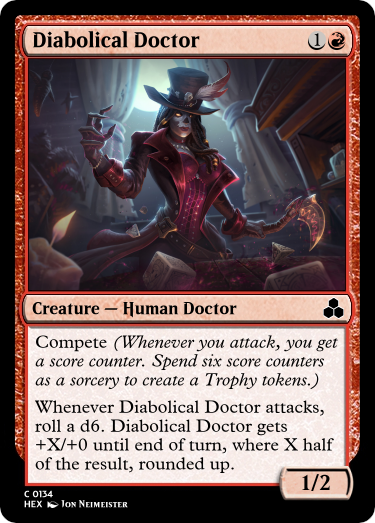 Diabolical Doctor 1
Creature — Human Doctor
Compete (Whenever you attack, you get
a score counter. Spend six score counters
as a sorcery to create a Trophy tokens.)
Whenever Diabolical Doctor attacks,
roll a d6. Diabolical Doctor gets
+X/+0 until end of turn, where X half
of the result, rounded up.
1/2
C 0134
HEX Jon Neimeister